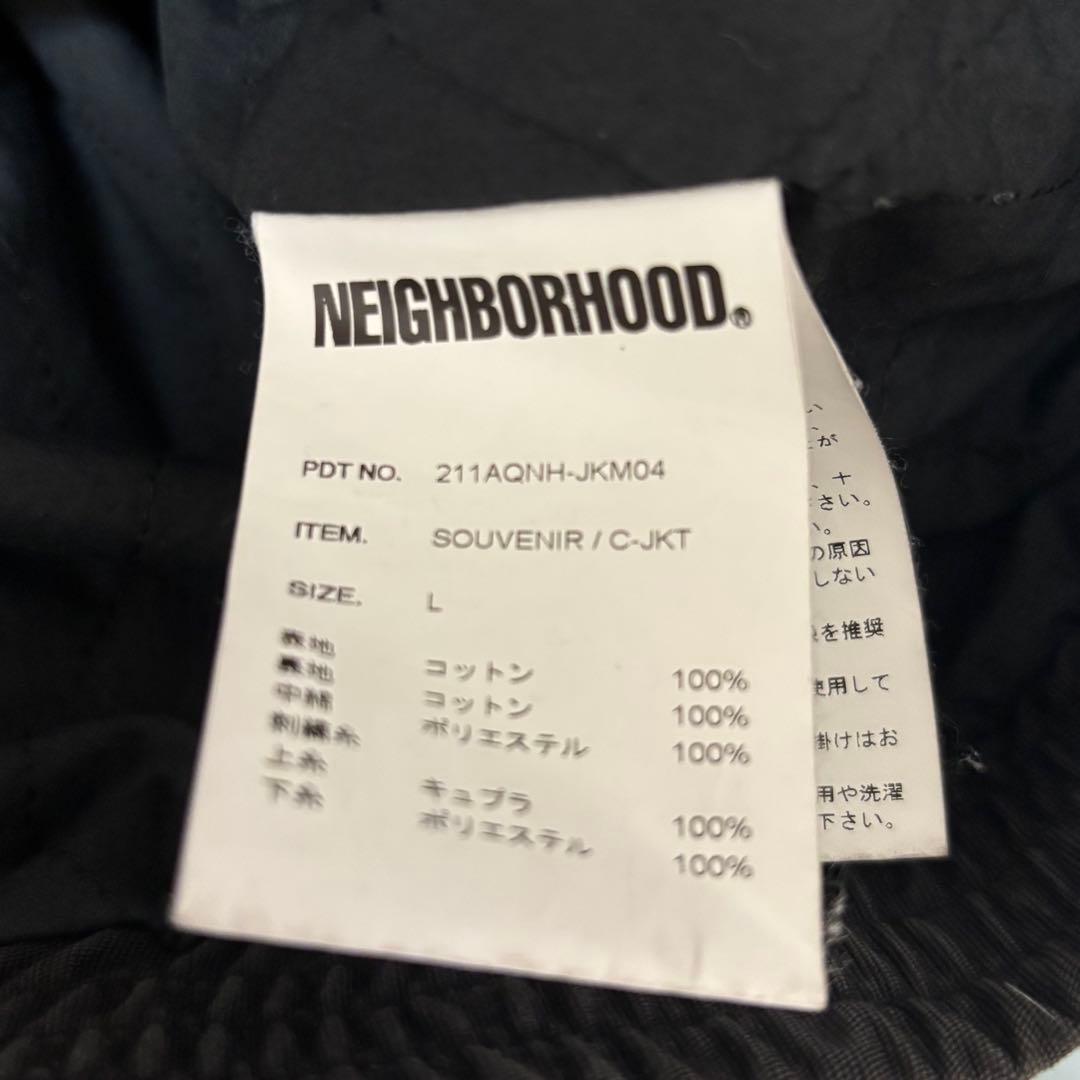 NEIGHBORHOOD®
PDT NO. 211AQNH-JKM04
ITEM. SOUVENIR / C-JKT
SIZE. L
表地 コットン 100%
裏地 コットン 100%
中綿 ポリエステル 100%
刺繍糸
上糸 キュプラ 100%
下糸 ポリエステル 100%
い
、
が
、+
さい。
い。
の原因
しない
を推奨
使用して
掛けはお
用や洗濯
下さい。